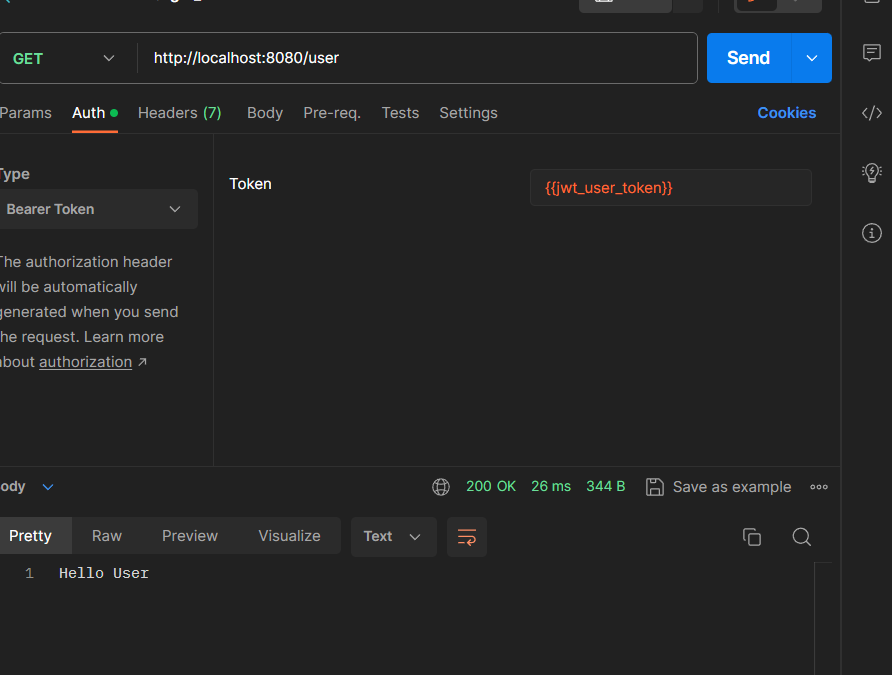 GET
http://localhost:8080/user
Send
Params
Auth
Headers (7)
Body
Pre-req.
Tests
Settings
Cookies
Type
Bearer Token
The authorization header
will be automatically
generated when you send
the request. Learn more
about authorization ↗
Token
{{jwt_user_token}}
ody
200 OK
26 ms
344 B
Save as example
Pretty
Raw
Preview
Visualize
Text
1
Hello User